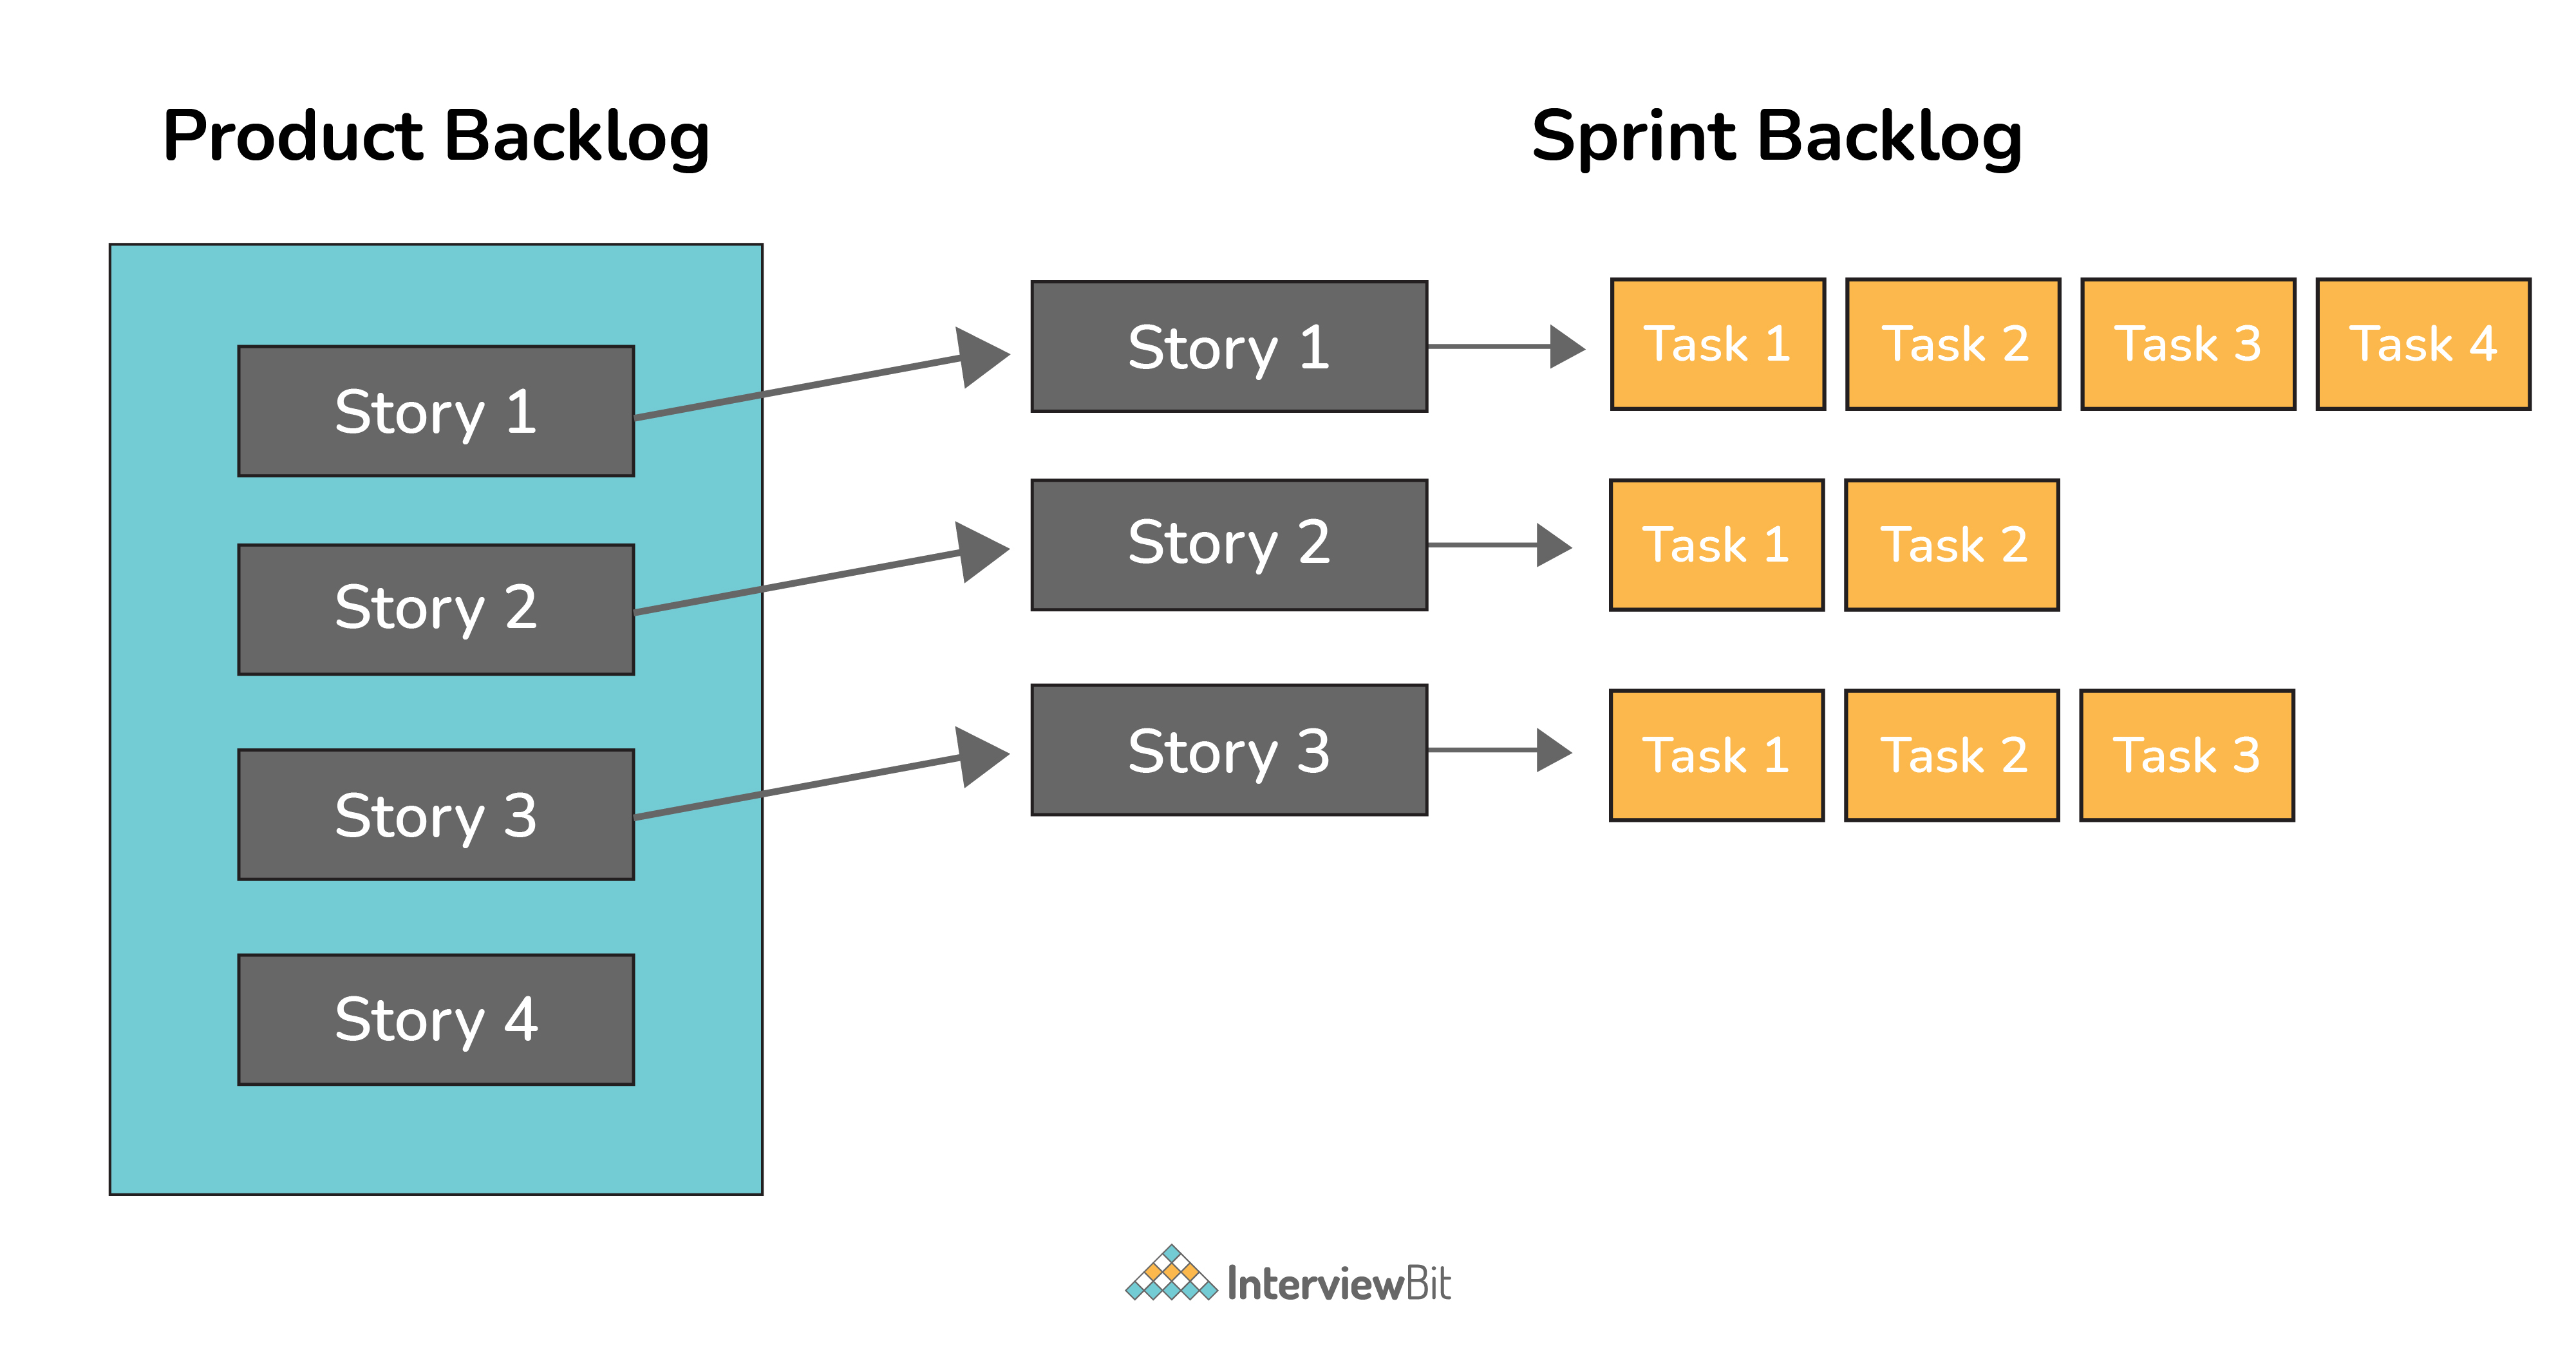 Product Backlog
Sprint Backlog
Story 1
Story 2
Story 3
Story 4
Story 1
Task 1
Task 2
Task 3
Task 4
Story 2
Task 1
Task 2
Story 3
Task 1
Task 2
Task 3
InterviewBit